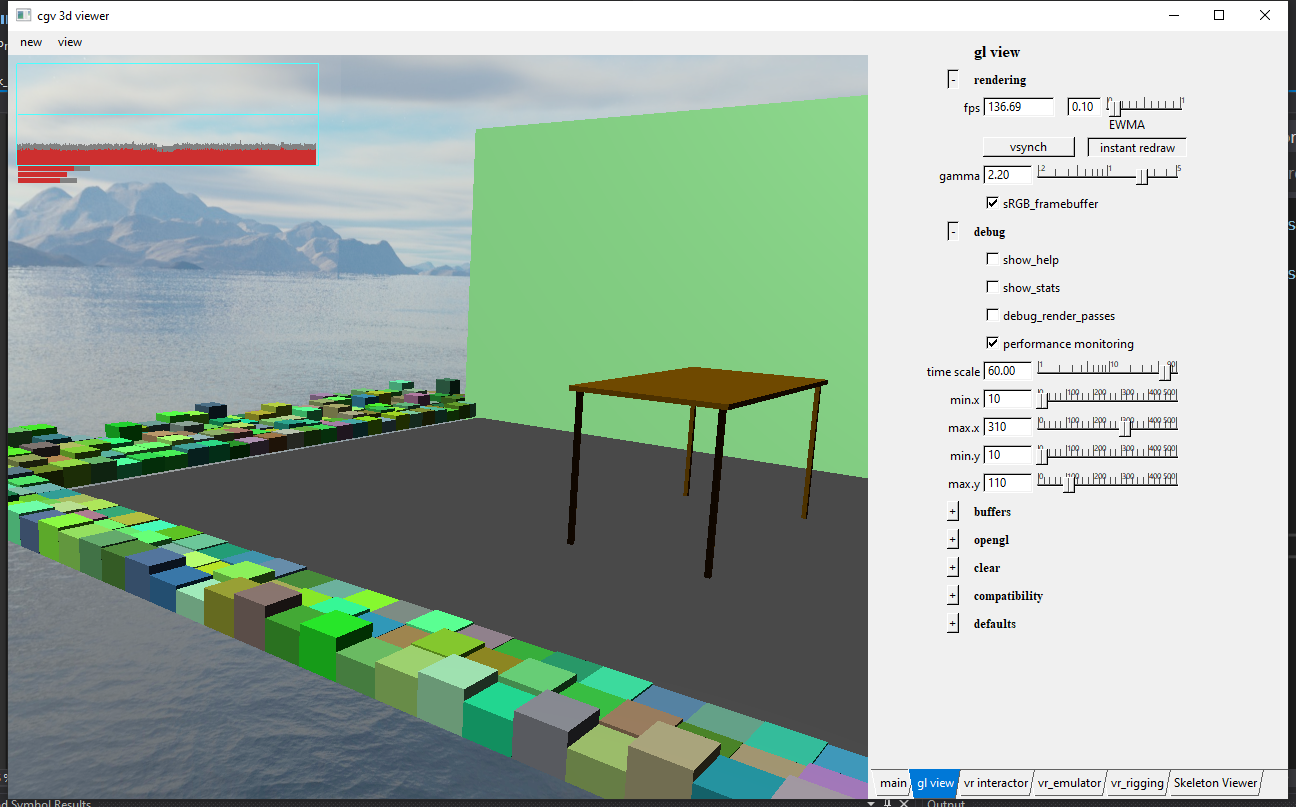 cgv 3d viewer
new view
gl view
- rendering
fps 136.69 0.10 0 1
EWMA
vsynch instant redraw
gamma 2.20 .2 1 5
sRGB_framebuffer
- debug
show_help
show_stats
debug_render_passes
performance monitoring
time scale 60.00 1 10 90
min.x 10 0 100 200 300 400 500
max.x 310 0 100 200 300 400 500
min.y 10 0 100 200 300 400 500
max.y 110 0 100 200 300 400 500
+ buffers
+ opengl
+ clear
+ compatibility
+ defaults
main gl view vr interactor vr_emulator vr_rigging Skeleton Viewer
d Symbol Results Output